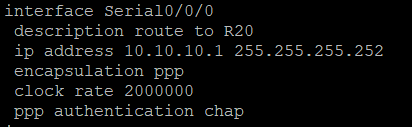 interface Serial0/0/0
description route to R20
ip address 10.10.10.1 255.255.255.252
encapsulation ppp
clock rate 2000000
ppp authentication chap